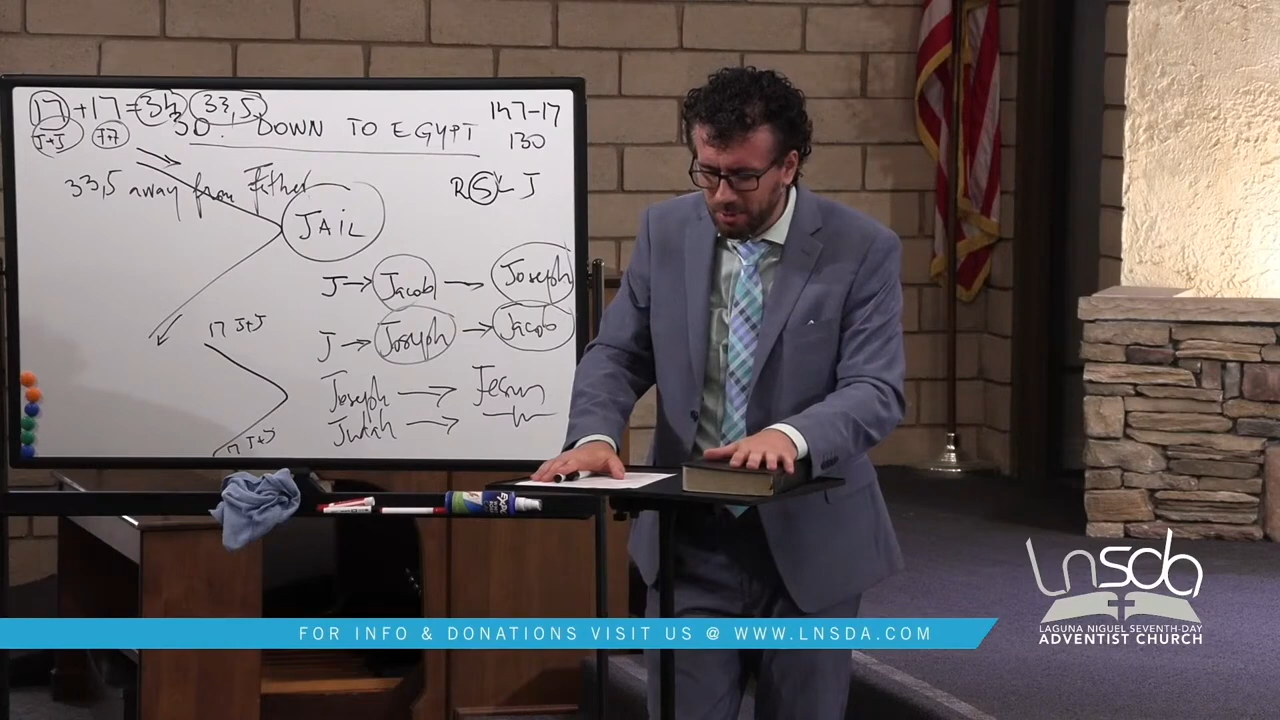 17 + 17 = 34 33,5
J+J
30. DOWN TO EGYPT
147-17
130
33,5 away from Father
JAIL
R S L J
J → Jacob — Joseph
J → Joseph → Jacob
17 J+J
Joseph →
Judah →
17 J+J
EXPO
LNSDA
LAGUNA NIGUEL SEVENTH-DAY
ADVENTIST CHURCH
FOR INFO & DONATIONS VISIT US @ WWW.LNSDA.COM